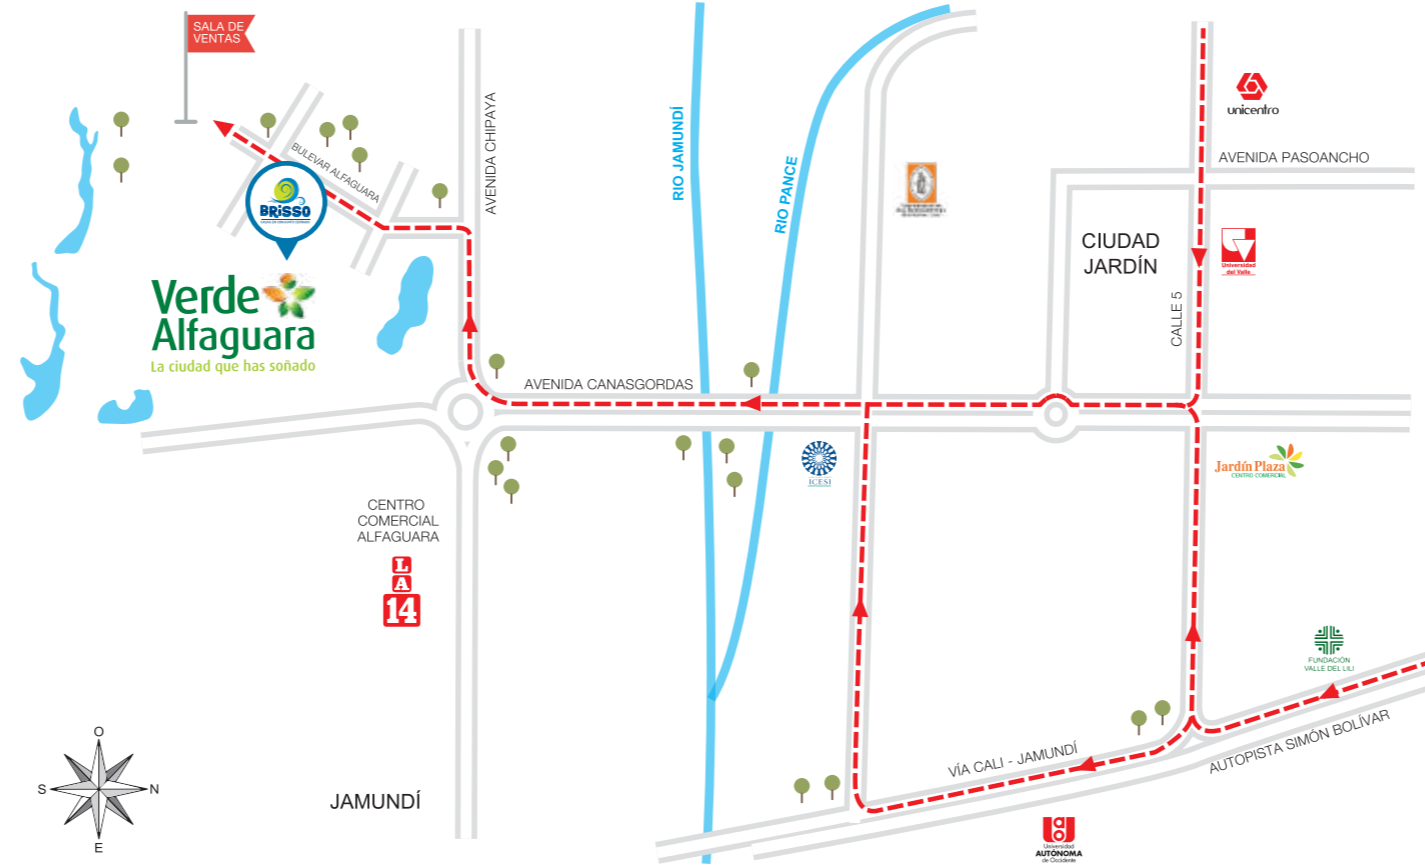 SALA DE
VENTAS
BULEVAR ALFAGUARA
BRiSSO
Verde
Alfaguara
La ciudad que has soñado
AVENIDA CHIPAYA
RIO JAMUNDÍ
RIO PANCE
unicentro
AVENIDA PASOANCHO
CIUDAD
JARDÍN
Universidad
del Valle
CALLE 5
AVENIDA CANASGORDAS
ICESI
Jardín Plaza
CENTRO COMERCIAL
CENTRO
COMERCIAL
ALFAGUARA
LA
14
FUNDACIÓN
VALLE DEL LILI
VÍA CALI - JAMUNDÍ
AUTOPISTA SIMÓN BOLÍVAR
JAMUNDÍ
O
S
N
E
Universidad
AUTÓNOMA
de Occidente